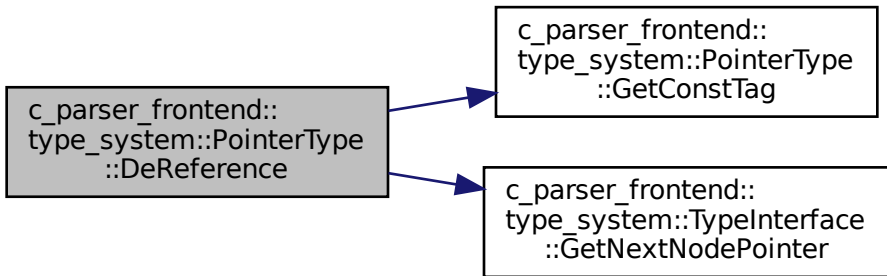 c_parser_frontend::
type_system::PointerType
::DeReference
c_parser_frontend::
type_system::PointerType
::GetConstTag
c_parser_frontend::
type_system::TypeInterface
::GetNextNodePointer